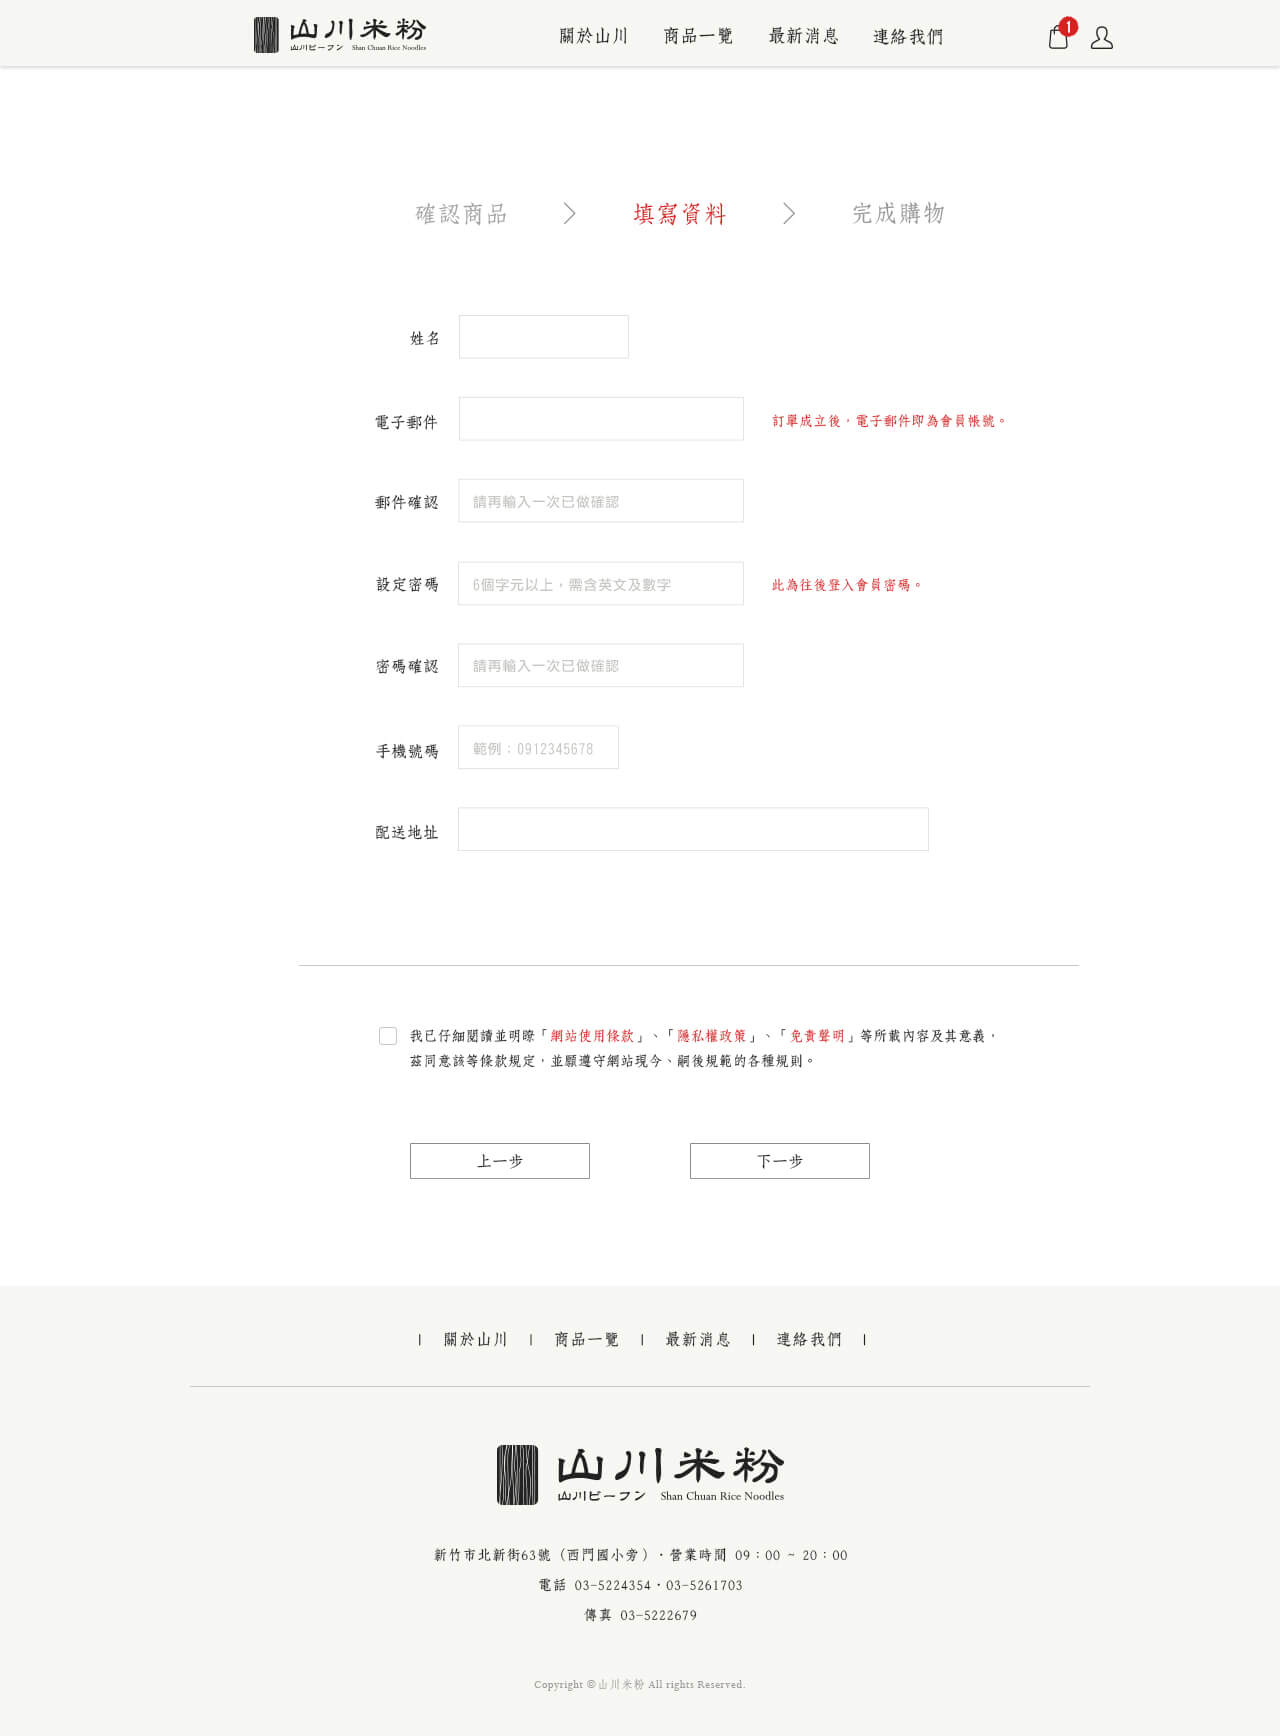 山川米粉
山川ビーフン Shan Chuan Rice Noodles
關於山川 商品一覽 最新消息 連絡我們
1
確認商品 填寫資料 完成購物
姓名
電子郵件 訂單成立後，電子郵件即為會員帳號。
郵件確認 請再輸入一次已做確認
設定密碼 6個字元以上，需含英文及數字 此為往後登入會員密碼。
密碼確認 請再輸入一次已做確認
手機號碼 範例：0912345678
配送地址
我已仔細閱讀並明瞭「網站使用條款」、「隱私權政策」、「免責聲明」等所載內容及其意義，
茲同意該等條款規定，並願遵守網站現今、嗣後規範的各種規則。
上一步 下一步
| 關於山川 | 商品一覽 | 最新消息 | 連絡我們 |
山川米粉
山川ビーフン Shan Chuan Rice Noodles
新竹市北新街63號（西門國小旁）・營業時間 09：00 ~ 20：00
電話 03-5224354・03-5261703
傳真 03-5222679
Copyright ©山川米粉 All rights Reserved.